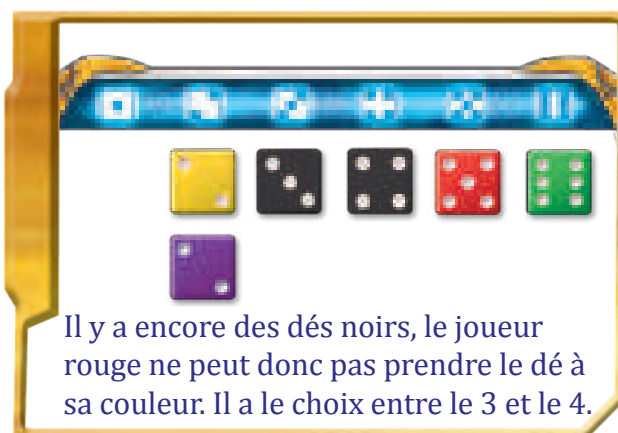 Il y a encore des dés noirs, le joueur
rouge ne peut donc pas prendre le dé à
sa couleur. Il a le choix entre le 3 et le 4.